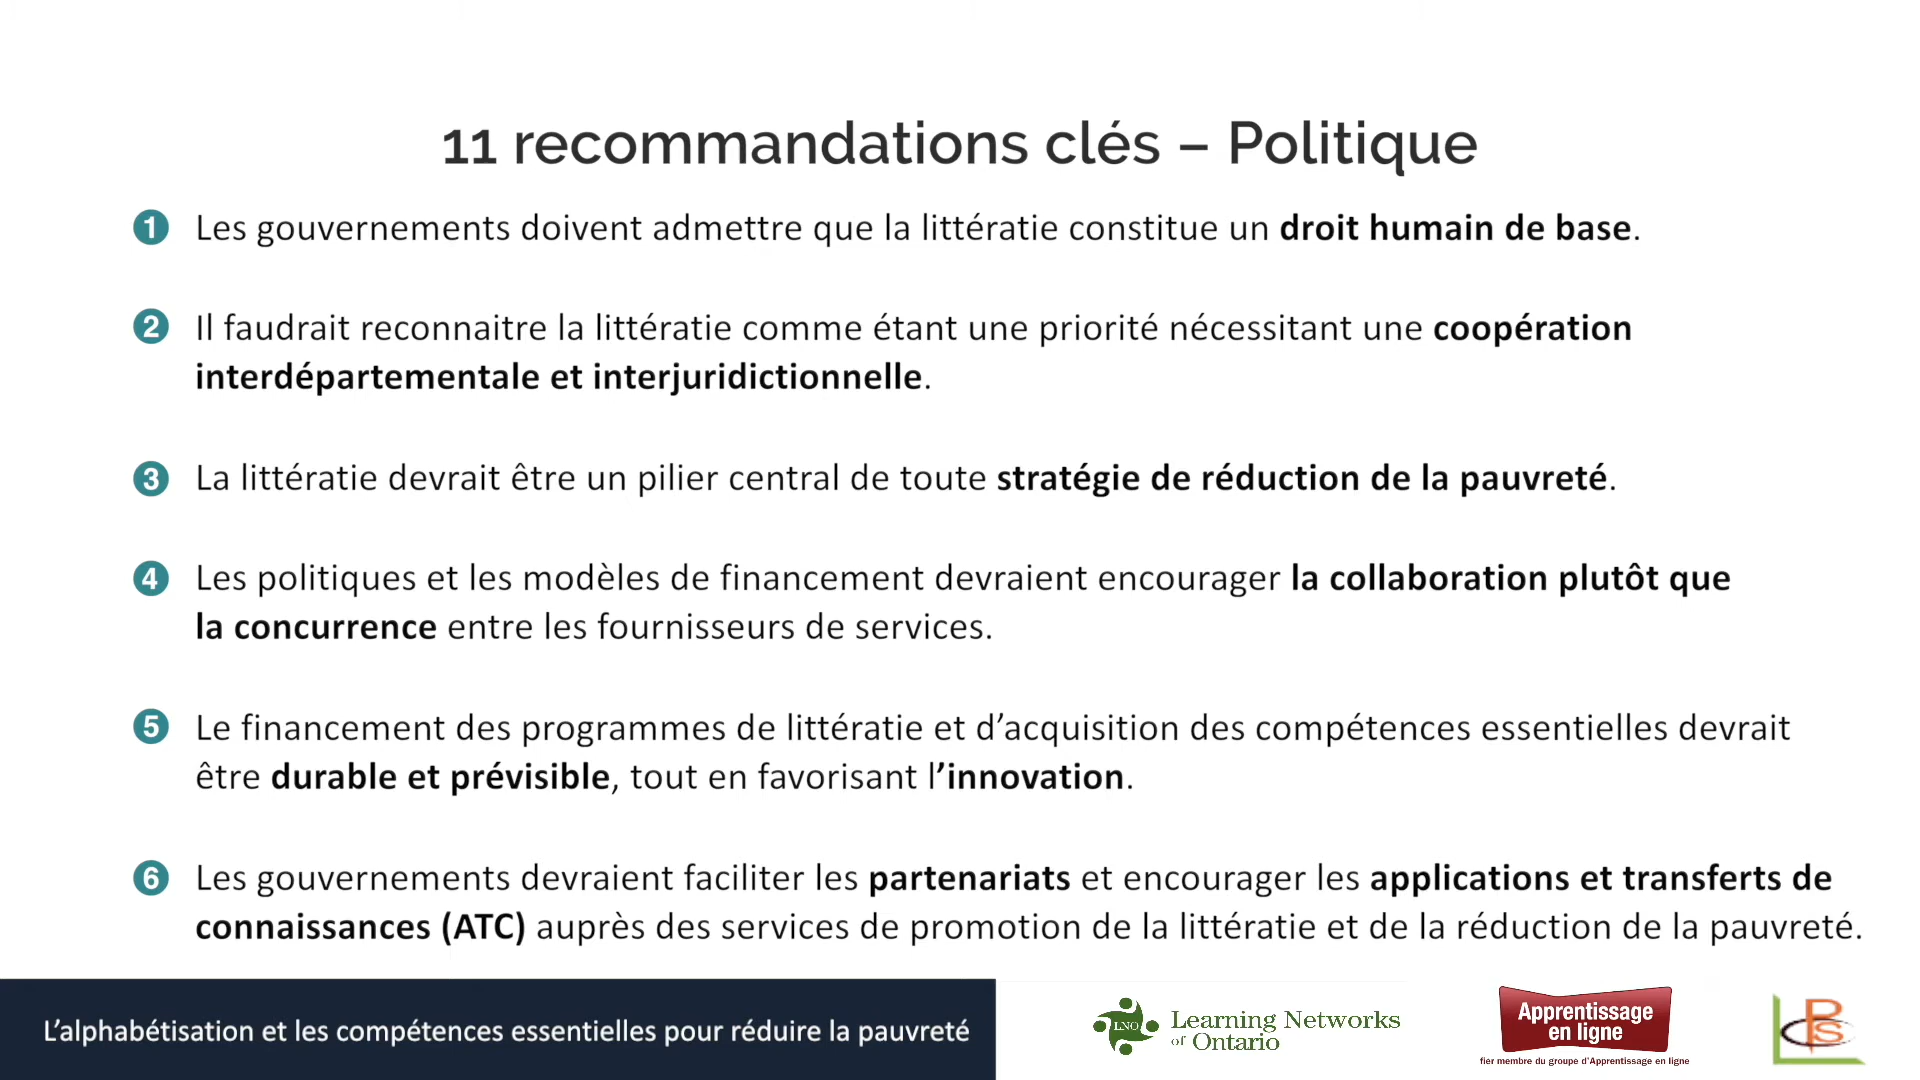 11 recommandations clés – Politique
1 Les gouvernements doivent admettre que la littératie constitue un droit humain de base.
2 Il faudrait reconnaitre la littératie comme étant une priorité nécessitant une coopération
interdépartementale et interjuridictionnelle.
3 La littératie devrait être un pilier central de toute stratégie de réduction de la pauvreté.
4 Les politiques et les modèles de financement devraient encourager la collaboration plutôt que
la concurrence entre les fournisseurs de services.
5 Le financement des programmes de littératie et d’acquisition des compétences essentielles devrait
être durable et prévisible, tout en favorisant l’innovation.
6 Les gouvernements devraient faciliter les partenariats et encourager les applications et transferts de
connaissances (ATC) auprès des services de promotion de la littératie et de la réduction de la pauvreté.
L’alphabétisation et les compétences essentielles pour réduire la pauvreté
LNO
Learning Networks
of Ontario
Apprentissage
en ligne
fier membre du groupe d’Apprentissage en ligne